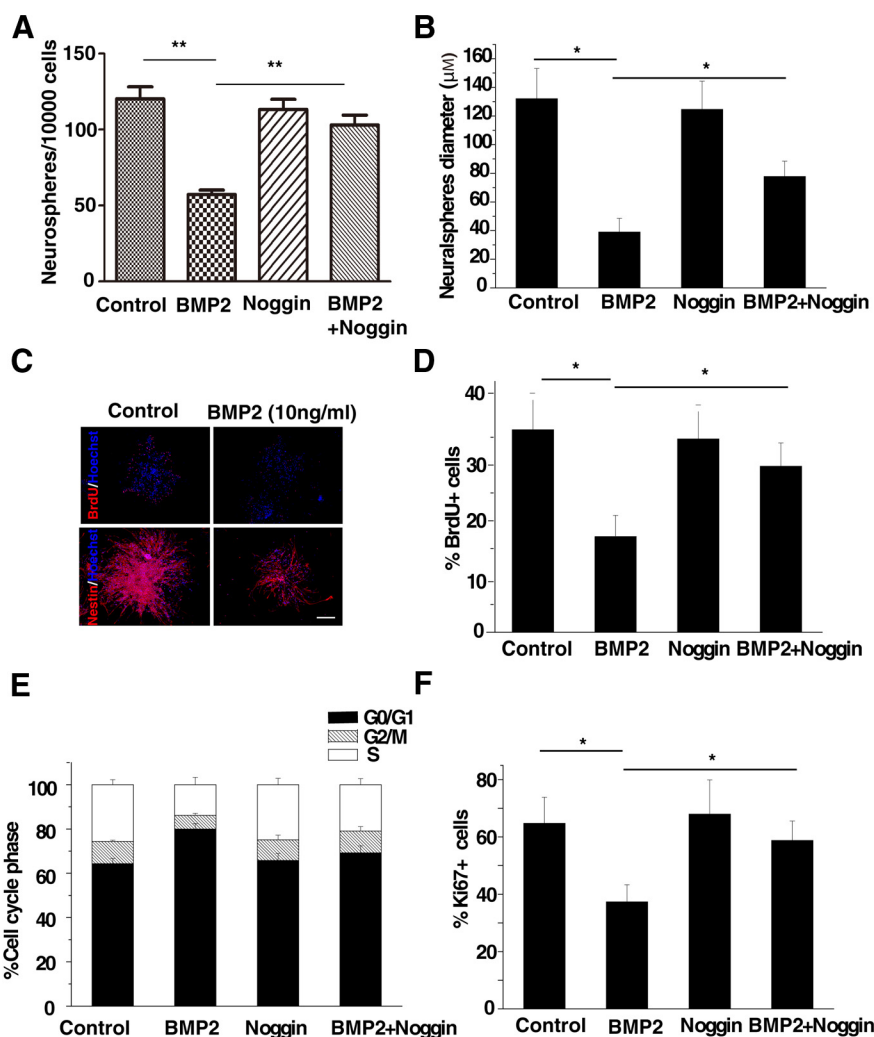 A
Neurospheres/10000 cells
150
100
50
0
**
**
Control
BMP2
Noggin
BMP2
+Noggin
B
Neuralspheres diameter (μM)
160
140
120
100
80
60
40
20
0
*
*
Control
BMP2
Noggin
BMP2+Noggin
C
Control
BMP2 (10ng/ml)
BrdU/Hoechst
Nestin/Hoechst
D
% BrdU+ cells
40
30
20
10
0
*
*
Control
BMP2
Noggin
BMP2+Noggin
E
G0/G1
G2/M
S
%Cell cycle phase
100
80
60
40
20
0
Control
BMP2
Noggin
BMP2+Noggin
F
% Ki67+ cells
80
60
40
20
0
*
*
Control
BMP2
Noggin
BMP2+Noggin